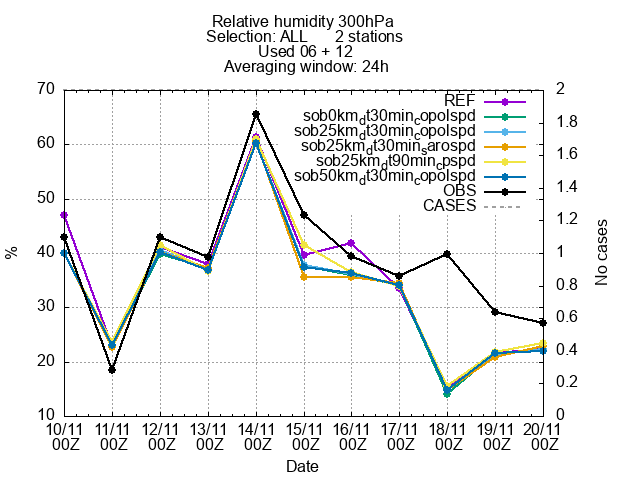 Relative humidity 300hPa
Selection: ALL 2 stations
Used 06 + 12
Averaging window: 24h
REF
sob0km_dt30min_copolspd
sob25km_dt30min_copolspd
sob25km_dt30min_sarospd
sob25km_dt90min_cpspd
sob50km_dt30min_copolspd
OBS
CASES
70
60
50
40
30
20
10
%
2
1.8
1.6
1.4
1.2
1
0.8
0.6
0.4
0.2
0
No cases
10/11 11/11 12/11 13/11 14/11 15/11 16/11 17/11 18/11 19/11 20/11
00Z 00Z 00Z 00Z 00Z 00Z 00Z 00Z 00Z 00Z 00Z
Date